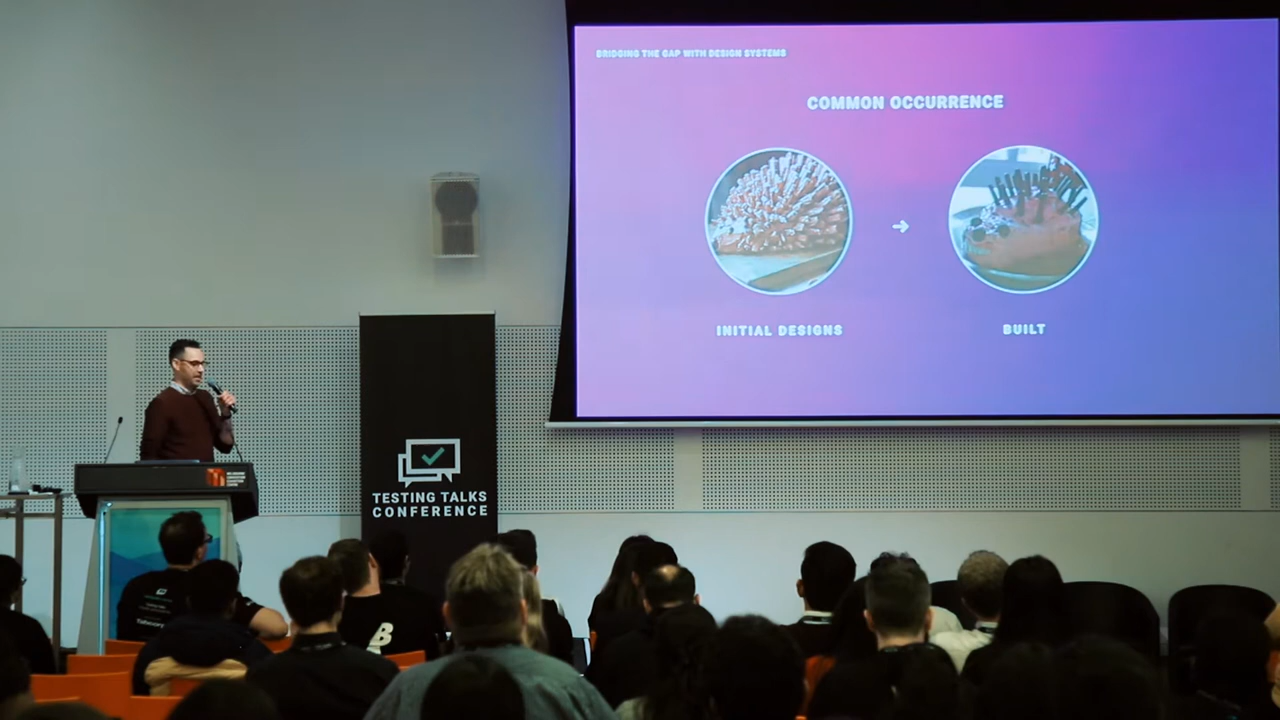 BRIDGING THE GAP WITH DESIGN SYSTEMS
COMMON OCCURRENCE
INITIAL DESIGNS
BUILT
TESTING TALKS
CONFERENCE
B